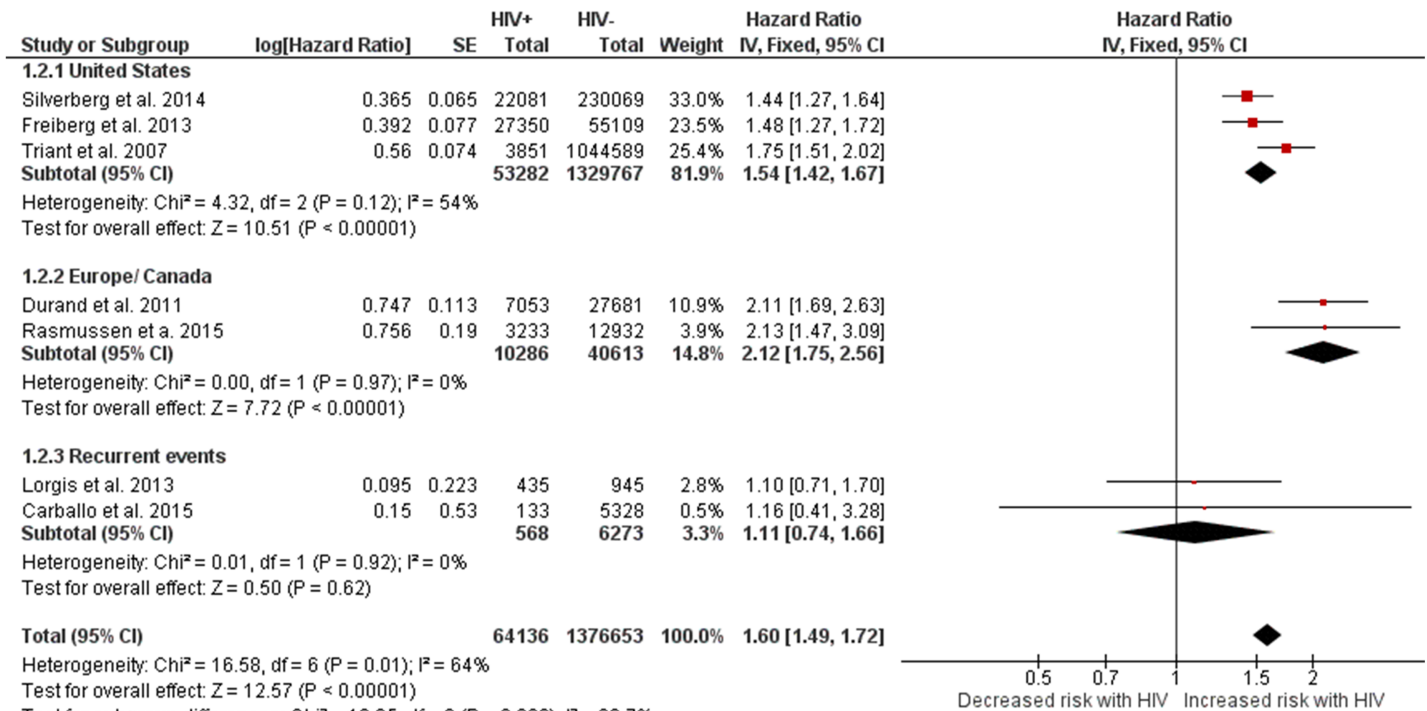 HIV+ HIV- Hazard Ratio Hazard Ratio
Study or Subgroup log[Hazard Ratio] SE Total Total Weight IV, Fixed, 95% CI IV, Fixed, 95% CI
1.2.1 United States
Silverberg et al. 2014 0.365 0.065 22081 230069 33.0% 1.44 [1.27, 1.64]
Freiberg et al. 2013 0.392 0.077 27350 55109 23.5% 1.48 [1.27, 1.72]
Triant et al. 2007 0.56 0.074 3851 1044589 25.4% 1.75 [1.51, 2.02]
Subtotal (95% CI) 53282 1329767 81.9% 1.54 [1.42, 1.67]
Heterogeneity: Chi² = 4.32, df = 2 (P = 0.12); I² = 54%
Test for overall effect: Z = 10.51 (P < 0.00001)
1.2.2 Europe/ Canada
Durand et al. 2011 0.747 0.113 7053 27681 10.9% 2.11 [1.69, 2.63]
Rasmussen et a. 2015 0.756 0.19 3233 12932 3.9% 2.13 [1.47, 3.09]
Subtotal (95% CI) 10286 40613 14.8% 2.12 [1.75, 2.56]
Heterogeneity: Chi² = 0.00, df = 1 (P = 0.97); I² = 0%
Test for overall effect: Z = 7.72 (P < 0.00001)
1.2.3 Recurrent events
Lorgis et al. 2013 0.095 0.223 435 945 2.8% 1.10 [0.71, 1.70]
Carballo et al. 2015 0.15 0.53 133 5328 0.5% 1.16 [0.41, 3.28]
Subtotal (95% CI) 568 6273 3.3% 1.11 [0.74, 1.66]
Heterogeneity: Chi² = 0.01, df = 1 (P = 0.92); I² = 0%
Test for overall effect: Z = 0.50 (P = 0.62)
Total (95% CI) 64136 1376653 100.0% 1.60 [1.49, 1.72]
Heterogeneity: Chi² = 16.58, df = 6 (P = 0.01); I² = 64%
Test for overall effect: Z = 12.57 (P < 0.00001)
0.5 0.7 1 1.5 2
Decreased risk with HIV Increased risk with HIV